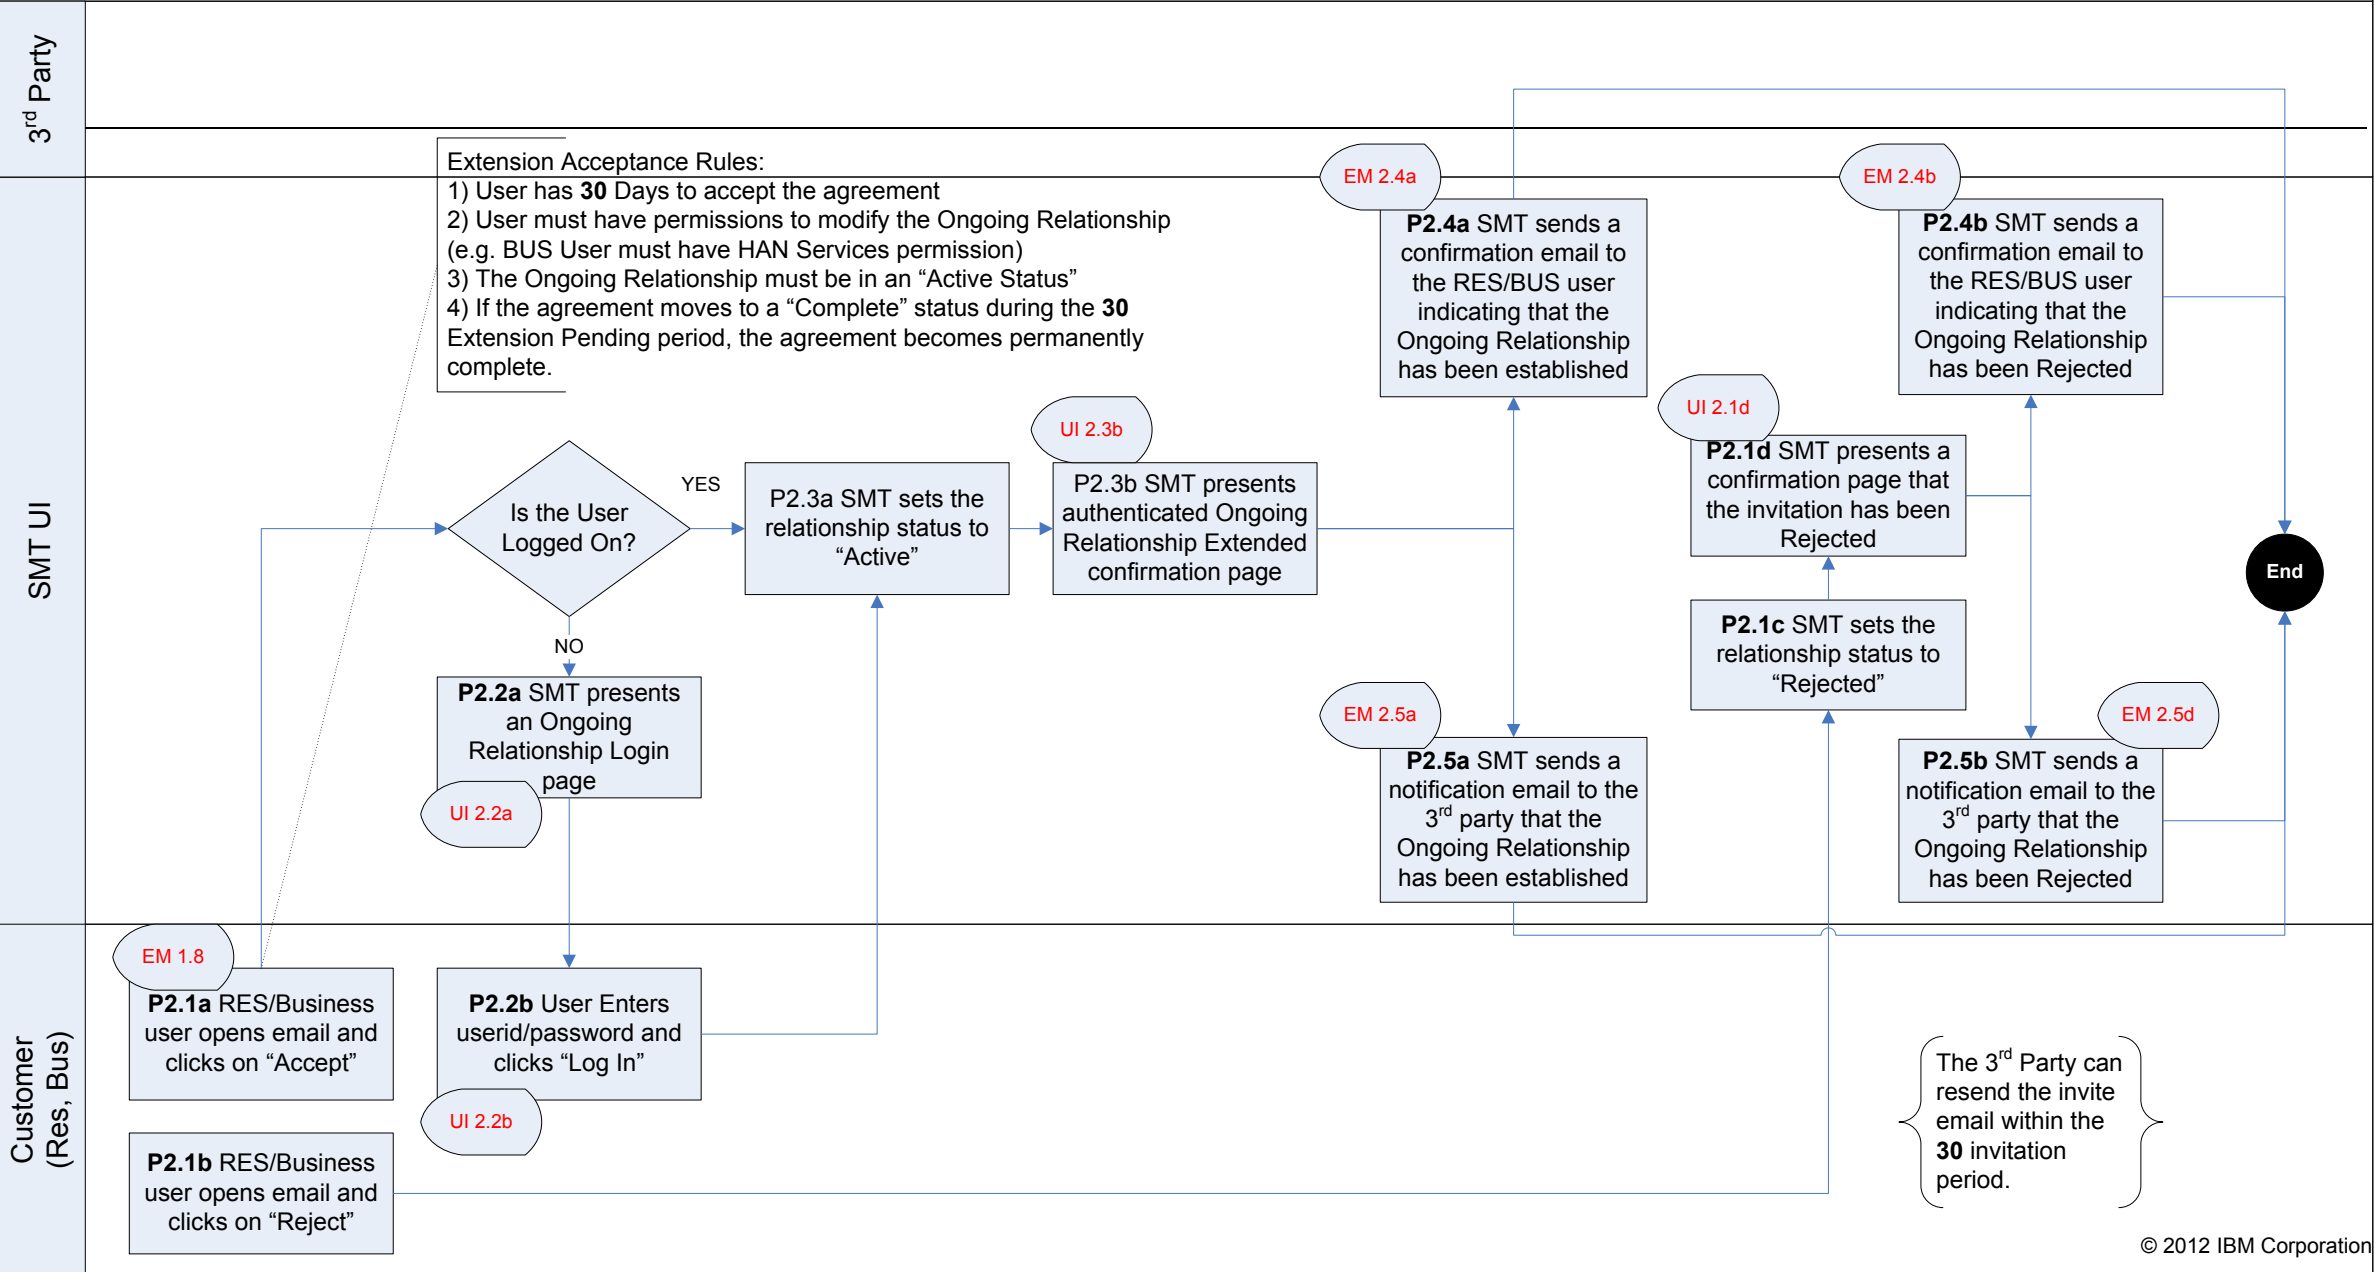 3rd Party
Extension Acceptance Rules:
1) User has 30 Days to accept the agreement
2) User must have permissions to modify the Ongoing Relationship
(e.g. BUS User must have HAN Services permission)
3) The Ongoing Relationship must be in an “Active Status”
4) If the agreement moves to a “Complete” status during the 30
Extension Pending period, the agreement becomes permanently
complete.
EM 2.4a
P2.4a SMT sends a
confirmation email to
the RES/BUS user
indicating that the
Ongoing Relationship
has been established
EM 2.4b
P2.4b SMT sends a
confirmation email to
the RES/BUS user
indicating that the
Ongoing Relationship
has been Rejected
SMT UI
Is the User
Logged On?
YES
NO
P2.3a SMT sets the
relationship status to
“Active”
UI 2.3b
P2.3b SMT presents
authenticated Ongoing
Relationship Extended
confirmation page
UI 2.1d
P2.1d SMT presents a
confirmation page that
the invitation has been
Rejected
End
P2.1c SMT sets the
relationship status to
“Rejected”
P2.2a SMT presents
an Ongoing
Relationship Login
page
UI 2.2a
EM 2.5a
P2.5a SMT sends a
notification email to the
3rd party that the
Ongoing Relationship
has been established
EM 2.5d
P2.5b SMT sends a
notification email to the
3rd party that the
Ongoing Relationship
has been Rejected
Customer
(Res, Bus)
EM 1.8
P2.1a RES/Business
user opens email and
clicks on “Accept”
P2.2b User Enters
userid/password and
clicks “Log In”
UI 2.2b
P2.1b RES/Business
user opens email and
clicks on “Reject”
The 3rd Party can
resend the invite
email within the
30 invitation
period.
© 2012 IBM Corporation